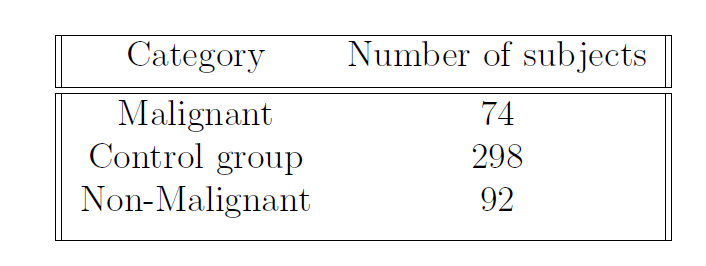 Category Number of subjects
Malignant 74
Control group 298
Non-Malignant 92